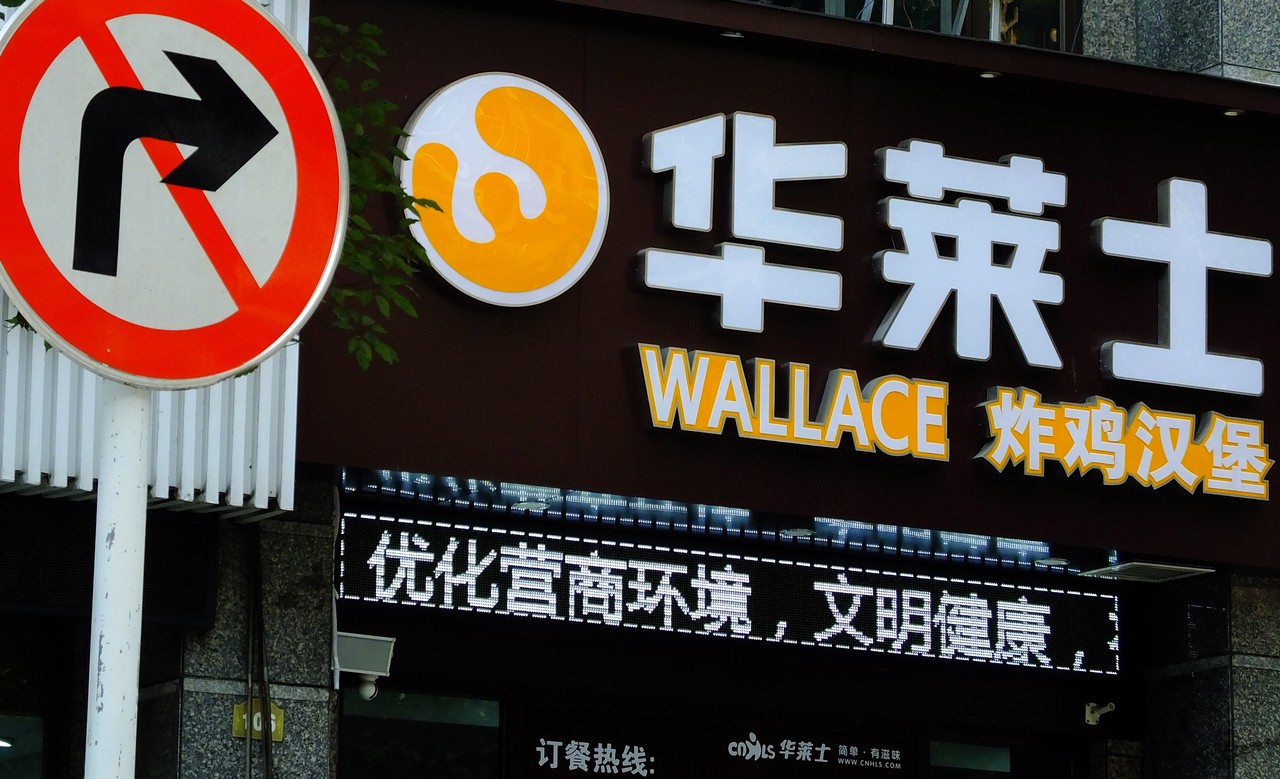 华莱士
WALLACE 炸鸡汉堡
优化营商环境，文明健康，
106
订餐热线:
CNHLS 华莱士 简单·有滋味
WWW.CNHLS.COM